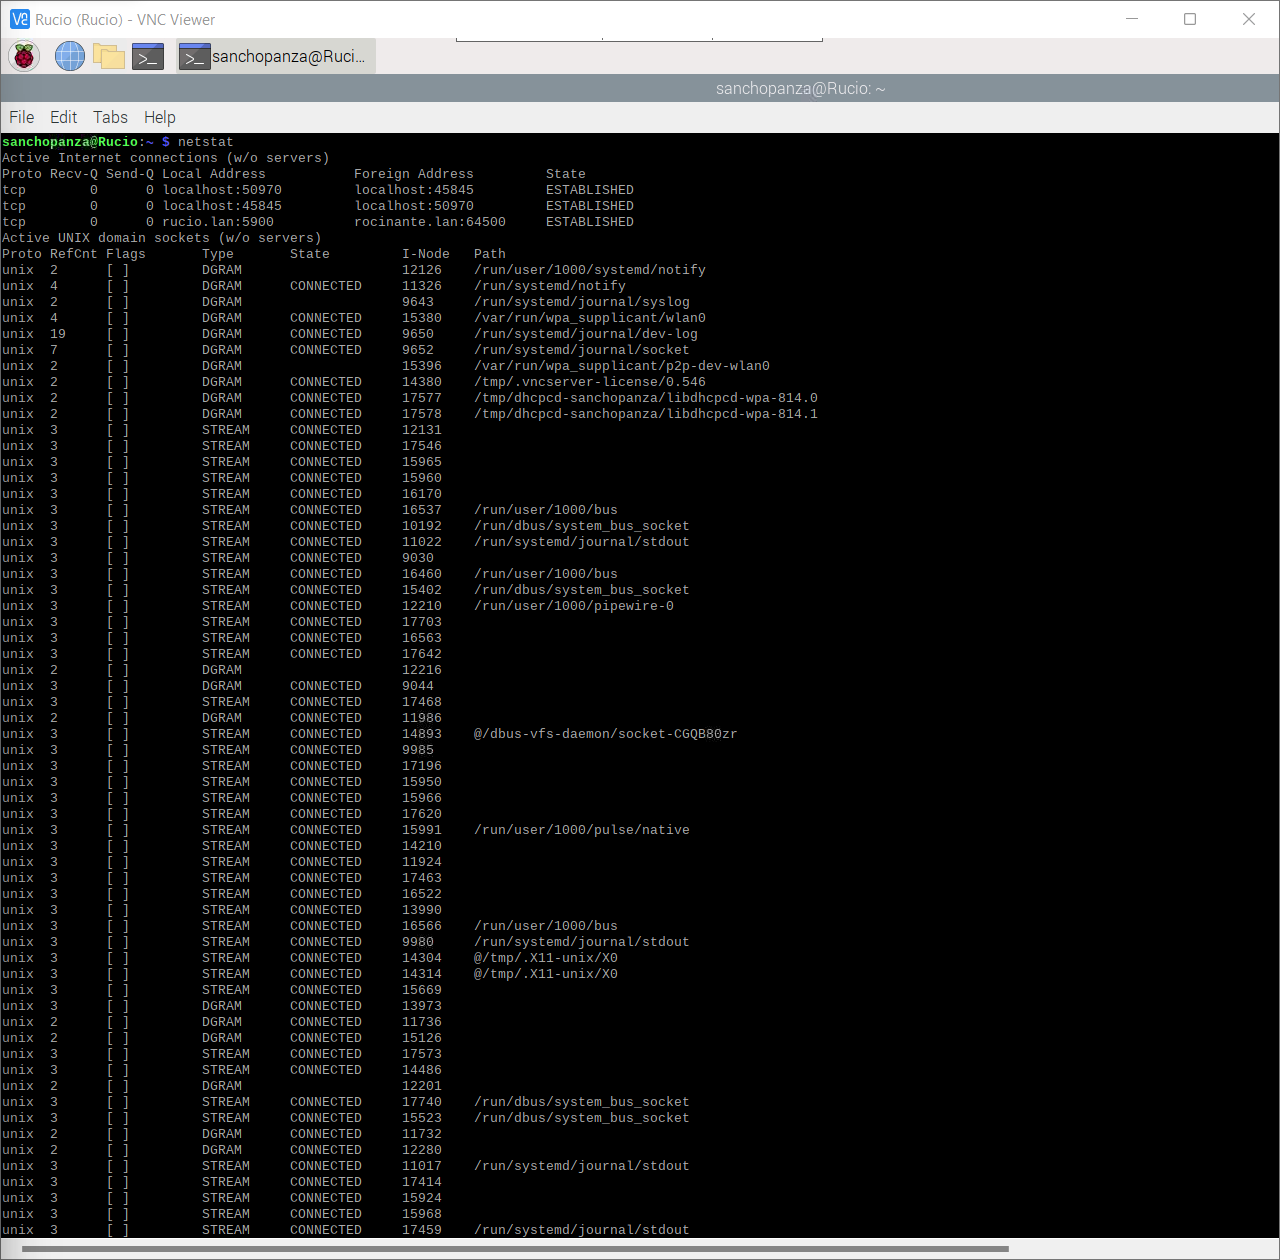 Rucio (Rucio) - VNC Viewer
sanchopanza@Ruci...
sanchopanza@Rucio: ~
File Edit Tabs Help
sanchopanza@Rucio:~ $ netstat
Active Internet connections (w/o servers)
Proto Recv-Q Send-Q Local Address           Foreign Address         State
tcp        0      0 localhost:50970         localhost:45845         ESTABLISHED
tcp        0      0 localhost:45845         localhost:50970         ESTABLISHED
tcp        0      0 rucio.lan:5900          rocinante.lan:64500     ESTABLISHED
Active UNIX domain sockets (w/o servers)
Proto RefCnt Flags       Type       State         I-Node   Path
unix  2      [ ]         DGRAM                    12126    /run/user/1000/systemd/notify
unix  4      [ ]         DGRAM      CONNECTED     11326    /run/systemd/notify
unix  2      [ ]         DGRAM                    9643     /run/systemd/journal/syslog
unix  4      [ ]         DGRAM      CONNECTED     15380    /var/run/wpa_supplicant/wlan0
unix  19     [ ]         DGRAM      CONNECTED     9650     /run/systemd/journal/dev-log
unix  7      [ ]         DGRAM      CONNECTED     9652     /run/systemd/journal/socket
unix  2      [ ]         DGRAM                    15396    /var/run/wpa_supplicant/p2p-dev-wlan0
unix  2      [ ]         DGRAM      CONNECTED     14380    /tmp/.vncserver-license/0.546
unix  2      [ ]         DGRAM      CONNECTED     17577    /tmp/dhcpcd-sanchopanza/libdhcpcd-wpa-814.0
unix  2      [ ]         DGRAM      CONNECTED     17578    /tmp/dhcpcd-sanchopanza/libdhcpcd-wpa-814.1
unix  3      [ ]         STREAM     CONNECTED     12131
unix  3      [ ]         STREAM     CONNECTED     17546
unix  3      [ ]         STREAM     CONNECTED     15965
unix  3      [ ]         STREAM     CONNECTED     15960
unix  3      [ ]         STREAM     CONNECTED     16170
unix  3      [ ]         STREAM     CONNECTED     16537    /run/user/1000/bus
unix  3      [ ]         STREAM     CONNECTED     10192    /run/dbus/system_bus_socket
unix  3      [ ]         STREAM     CONNECTED     11022    /run/systemd/journal/stdout
unix  3      [ ]         STREAM     CONNECTED     9030
unix  3      [ ]         STREAM     CONNECTED     16460    /run/user/1000/bus
unix  3      [ ]         STREAM     CONNECTED     15402    /run/dbus/system_bus_socket
unix  3      [ ]         STREAM     CONNECTED     12210    /run/user/1000/pipewire-0
unix  3      [ ]         STREAM     CONNECTED     17703
unix  3      [ ]         STREAM     CONNECTED     16563
unix  3      [ ]         STREAM     CONNECTED     17642
unix  2      [ ]         DGRAM                    12216
unix  3      [ ]         DGRAM      CONNECTED     9044
unix  3      [ ]         STREAM     CONNECTED     17468
unix  2      [ ]         DGRAM      CONNECTED     11986
unix  3      [ ]         STREAM     CONNECTED     14893    @/dbus-vfs-daemon/socket-CGQB80zr
unix  3      [ ]         STREAM     CONNECTED     9985
unix  3      [ ]         STREAM     CONNECTED     17196
unix  3      [ ]         STREAM     CONNECTED     15950
unix  3      [ ]         STREAM     CONNECTED     15966
unix  3      [ ]         STREAM     CONNECTED     17620
unix  3      [ ]         STREAM     CONNECTED     15991    /run/user/1000/pulse/native
unix  3      [ ]         STREAM     CONNECTED     14210
unix  3      [ ]         STREAM     CONNECTED     11924
unix  3      [ ]         STREAM     CONNECTED     17463
unix  3      [ ]         STREAM     CONNECTED     16522
unix  3      [ ]         STREAM     CONNECTED     13990
unix  3      [ ]         STREAM     CONNECTED     16566    /run/user/1000/bus
unix  3      [ ]         STREAM     CONNECTED     9980     /run/systemd/journal/stdout
unix  3      [ ]         STREAM     CONNECTED     14304    @/tmp/.X11-unix/X0
unix  3      [ ]         STREAM     CONNECTED     14314    @/tmp/.X11-unix/X0
unix  3      [ ]         STREAM     CONNECTED     15669
unix  3      [ ]         DGRAM      CONNECTED     13973
unix  2      [ ]         DGRAM      CONNECTED     11736
unix  2      [ ]         DGRAM      CONNECTED     15126
unix  3      [ ]         STREAM     CONNECTED     17573
unix  3      [ ]         STREAM     CONNECTED     14486
unix  2      [ ]         DGRAM                    12201
unix  3      [ ]         STREAM     CONNECTED     17740    /run/dbus/system_bus_socket
unix  3      [ ]         STREAM     CONNECTED     15523    /run/dbus/system_bus_socket
unix  2      [ ]         DGRAM      CONNECTED     11732
unix  2      [ ]         DGRAM      CONNECTED     12280
unix  3      [ ]         STREAM     CONNECTED     11017    /run/systemd/journal/stdout
unix  3      [ ]         STREAM     CONNECTED     17414
unix  3      [ ]         STREAM     CONNECTED     15924
unix  3      [ ]         STREAM     CONNECTED     15968
unix  3      [ ]         STREAM     CONNECTED     17459    /run/systemd/journal/stdout